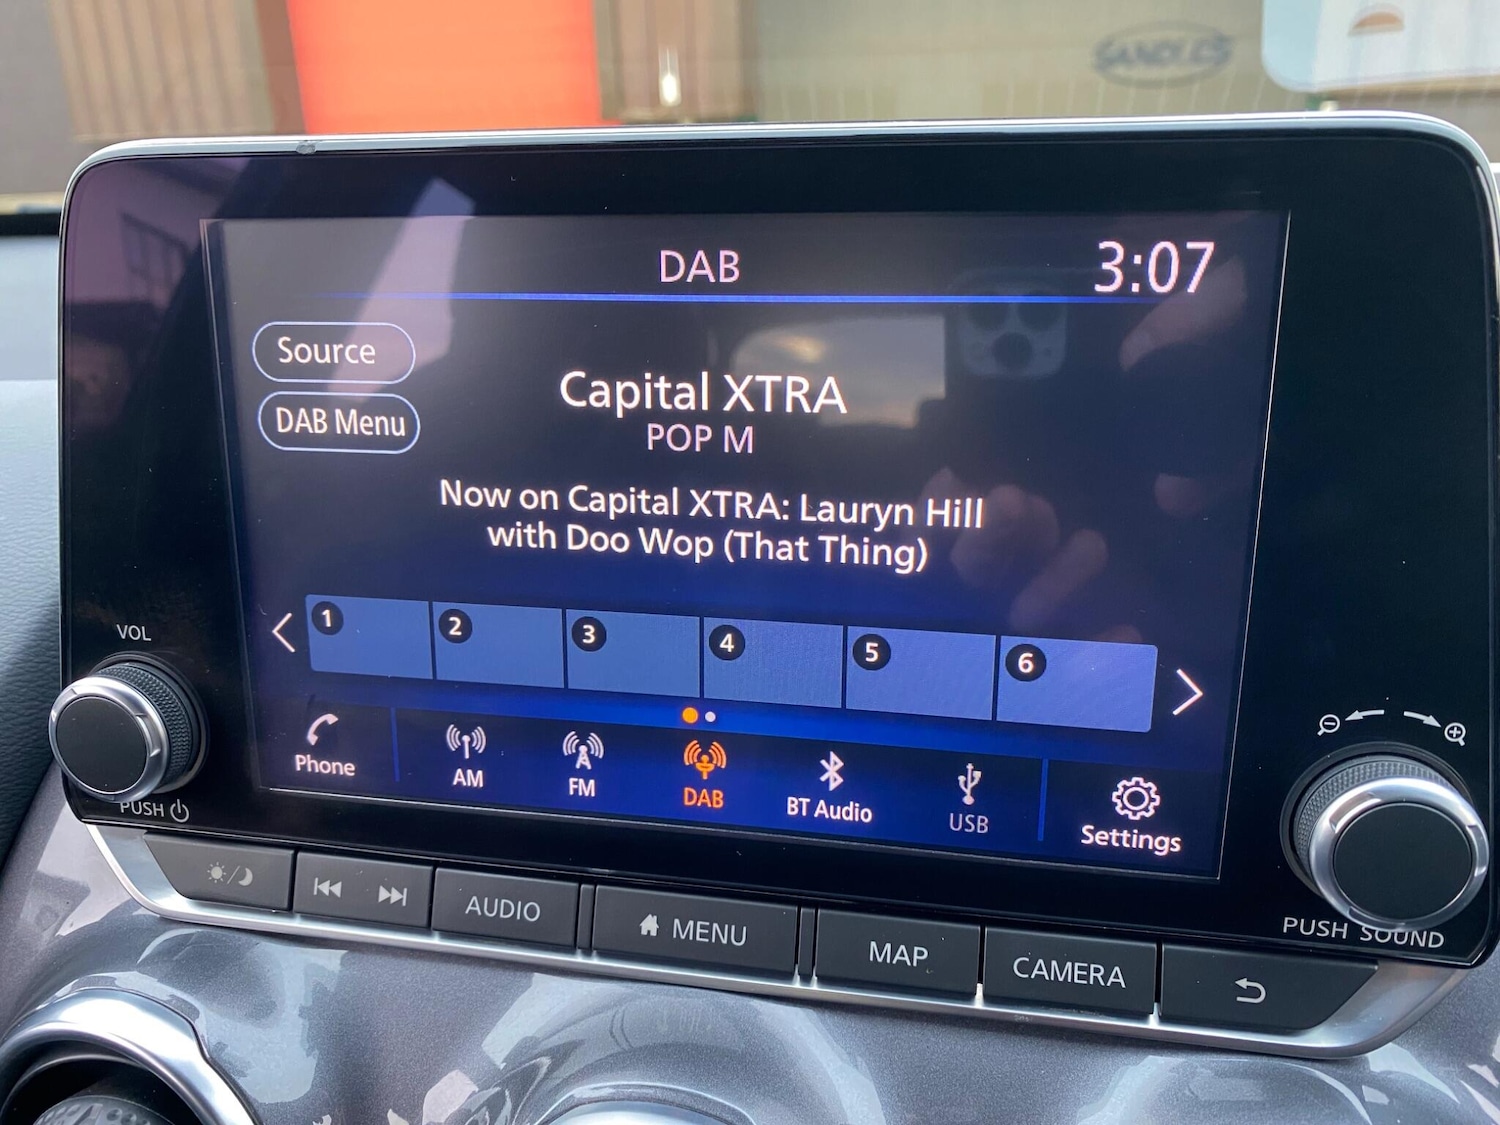 SANDLES
DAB
3:07
Source
DAB Menu
Capital XTRA
POP M
Now on Capital XTRA: Lauryn Hill
with Doo Wop (That Thing)
1 2 3 4 5 6
Phone
AM
FM
DAB
BT Audio
USB
Settings
VOL
PUSH
PUSH SOUND
AUDIO
MENU
MAP
CAMERA